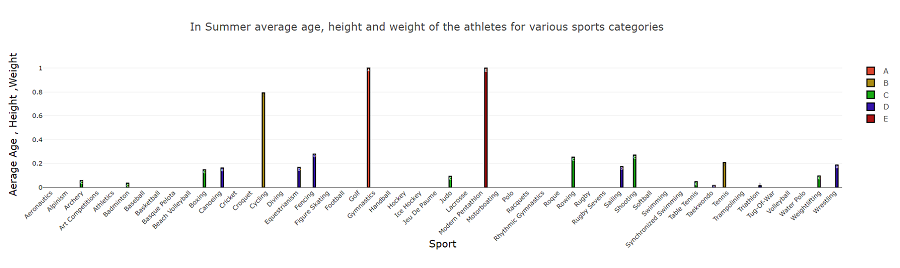 In Summer average age, height and weight of the athletes for various sports categories
Aerage Age , Height ,Weight
1
0.8
0.6
0.4
0.2
0
A
B
C
D
E
Aeronautics
Alpinism
Archery
Art Competitions
Athletics
Badminton
Baseball
Basketball
Basque Pelota
Beach Volleyball
Boxing
Canoeing
Cricket
Croquet
Cycling
Diving
Equestrianism
Fencing
Figure Skating
Football
Golf
Gymnastics
Handball
Hockey
Ice Hockey
Jeu De Paume
Judo
Lacrosse
Modern Pentathlon
Motorboating
Polo
Racquets
Rhythmic Gymnastics
Roque
Rowing
Rugby
Rugby Sevens
Sailing
Shooting
Softball
Swimming
Synchronized Swimming
Table Tennis
Taekwondo
Tennis
Trampolining
Triathlon
Tug-Of-War
Volleyball
Water Polo
Weightlifting
Wrestling
Sport